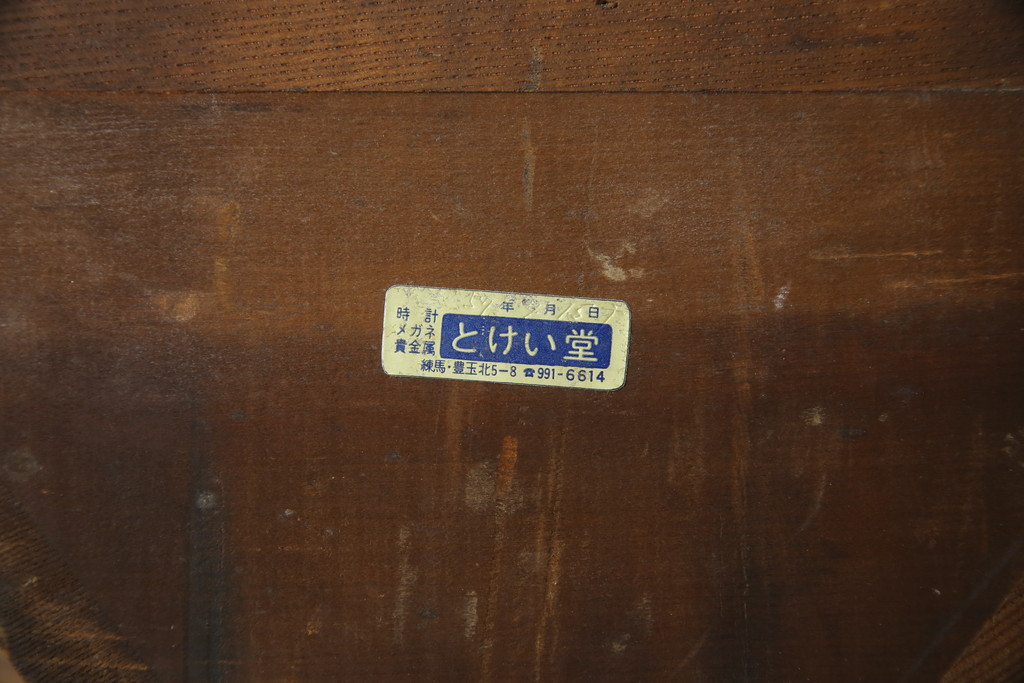 年 月 日
時計
メガネ
貴金属
とけい堂
練馬・豊玉北5-8 ☎991-6614